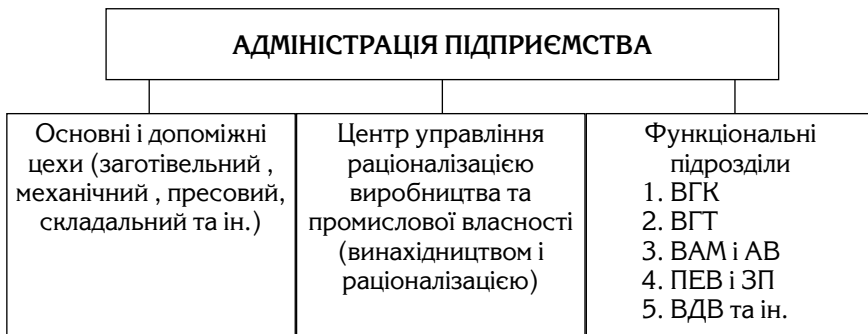 АДМІНІСТРАЦІЯ ПІДПРИЄМСТВА
Основні і допоміжні
цехи (заготівельний ,
механічний , пресовий,
складальний та ін.)
Центр управління
раціоналізацією
виробництва та
промислової власності
(винахідництвом і
раціоналізацією)
Функціональні
підрозділи
1. ВГК
2. ВГТ
3. ВАМ і АВ
4. ПЕВ і ЗП
5. ВДВ та ін.